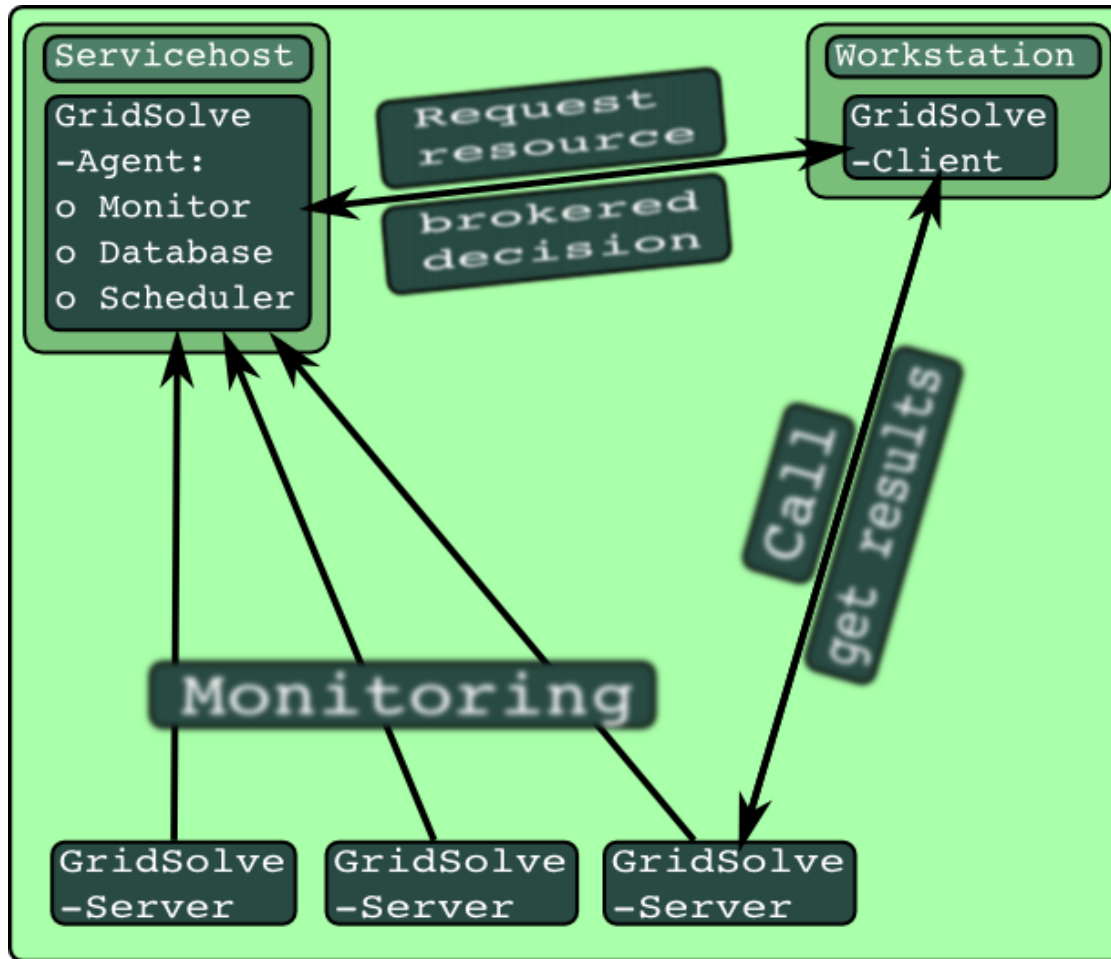 Servicehost
GridSolve
-Agent:
o Monitor
o Database
o Scheduler
Request
resource
brokered
decision
Workstation
GridSolve
-Client
Call
get results
Monitoring
GridSolve
-Server
GridSolve
-Server
GridSolve
-Server